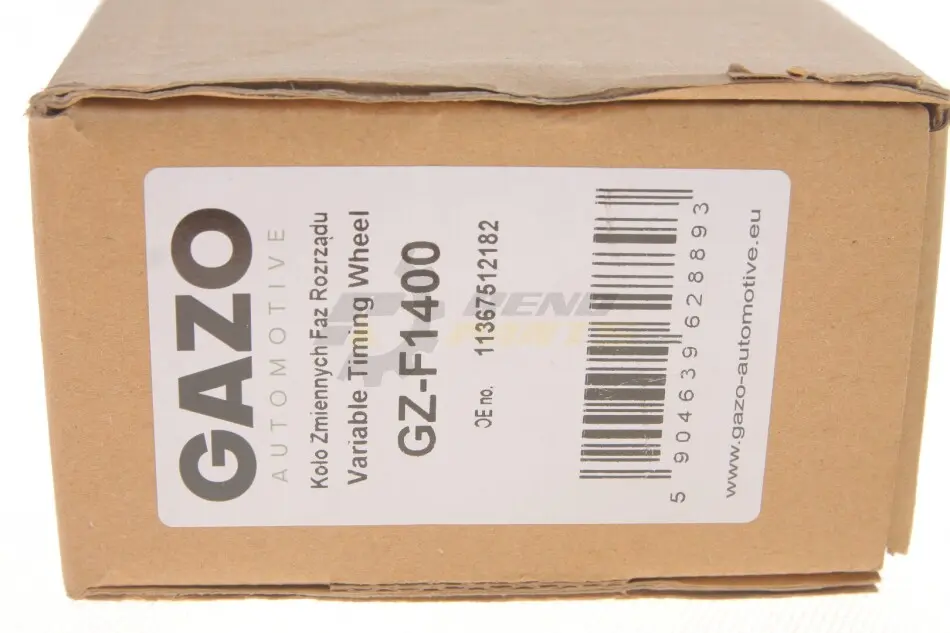 GAZO
AUTOMOTIVE
Koło Zmiennych Faz Rozrządu
Variable Timing Wheel
GZ-F1400
OE no. 11367512182
5 904639 628893
www.gazo-automotive.eu
PARTS